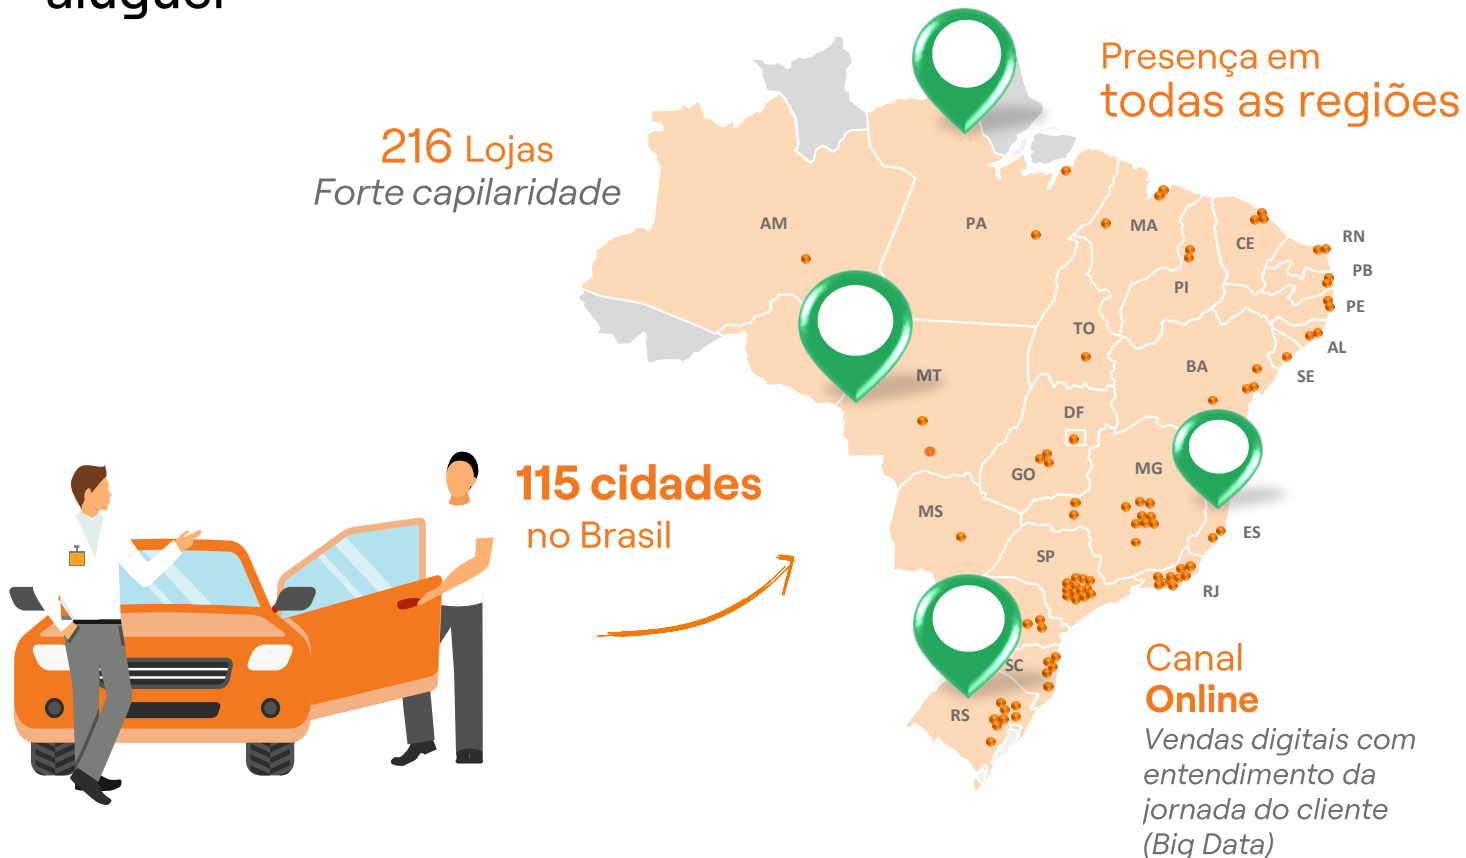 aluguel
Presença em
todas as regiões
216 Lojas
Forte capilaridade
AM
PA
MA
CE
RN
PB
PI
PE
TO
AL
BA
MT
SE
DF
GO
MG
115 cidades
no Brasil
MS
ES
SP
RJ
SC
RS
Canal
Online
Vendas digitais com
entendimento da
jornada do cliente
(Big Data)